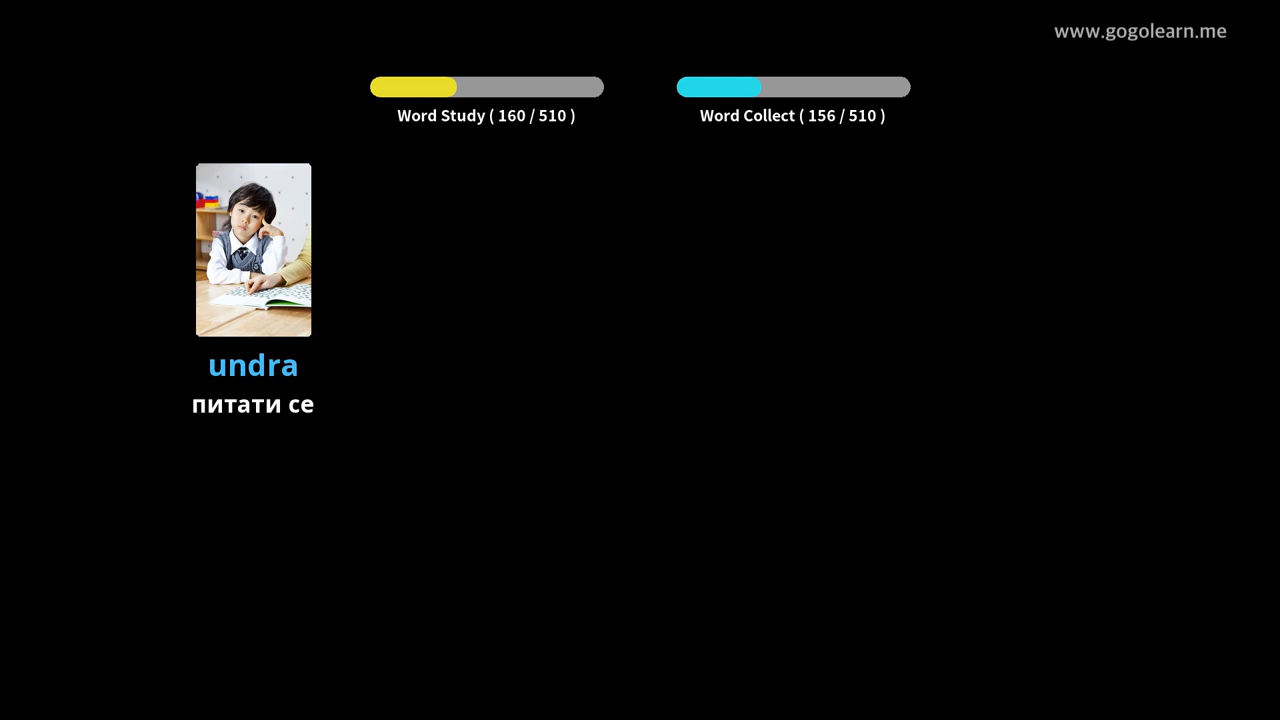 www.gogolearn.me
Word Study ( 160 / 510 )
Word Collect ( 156 / 510 )
undra
питати се